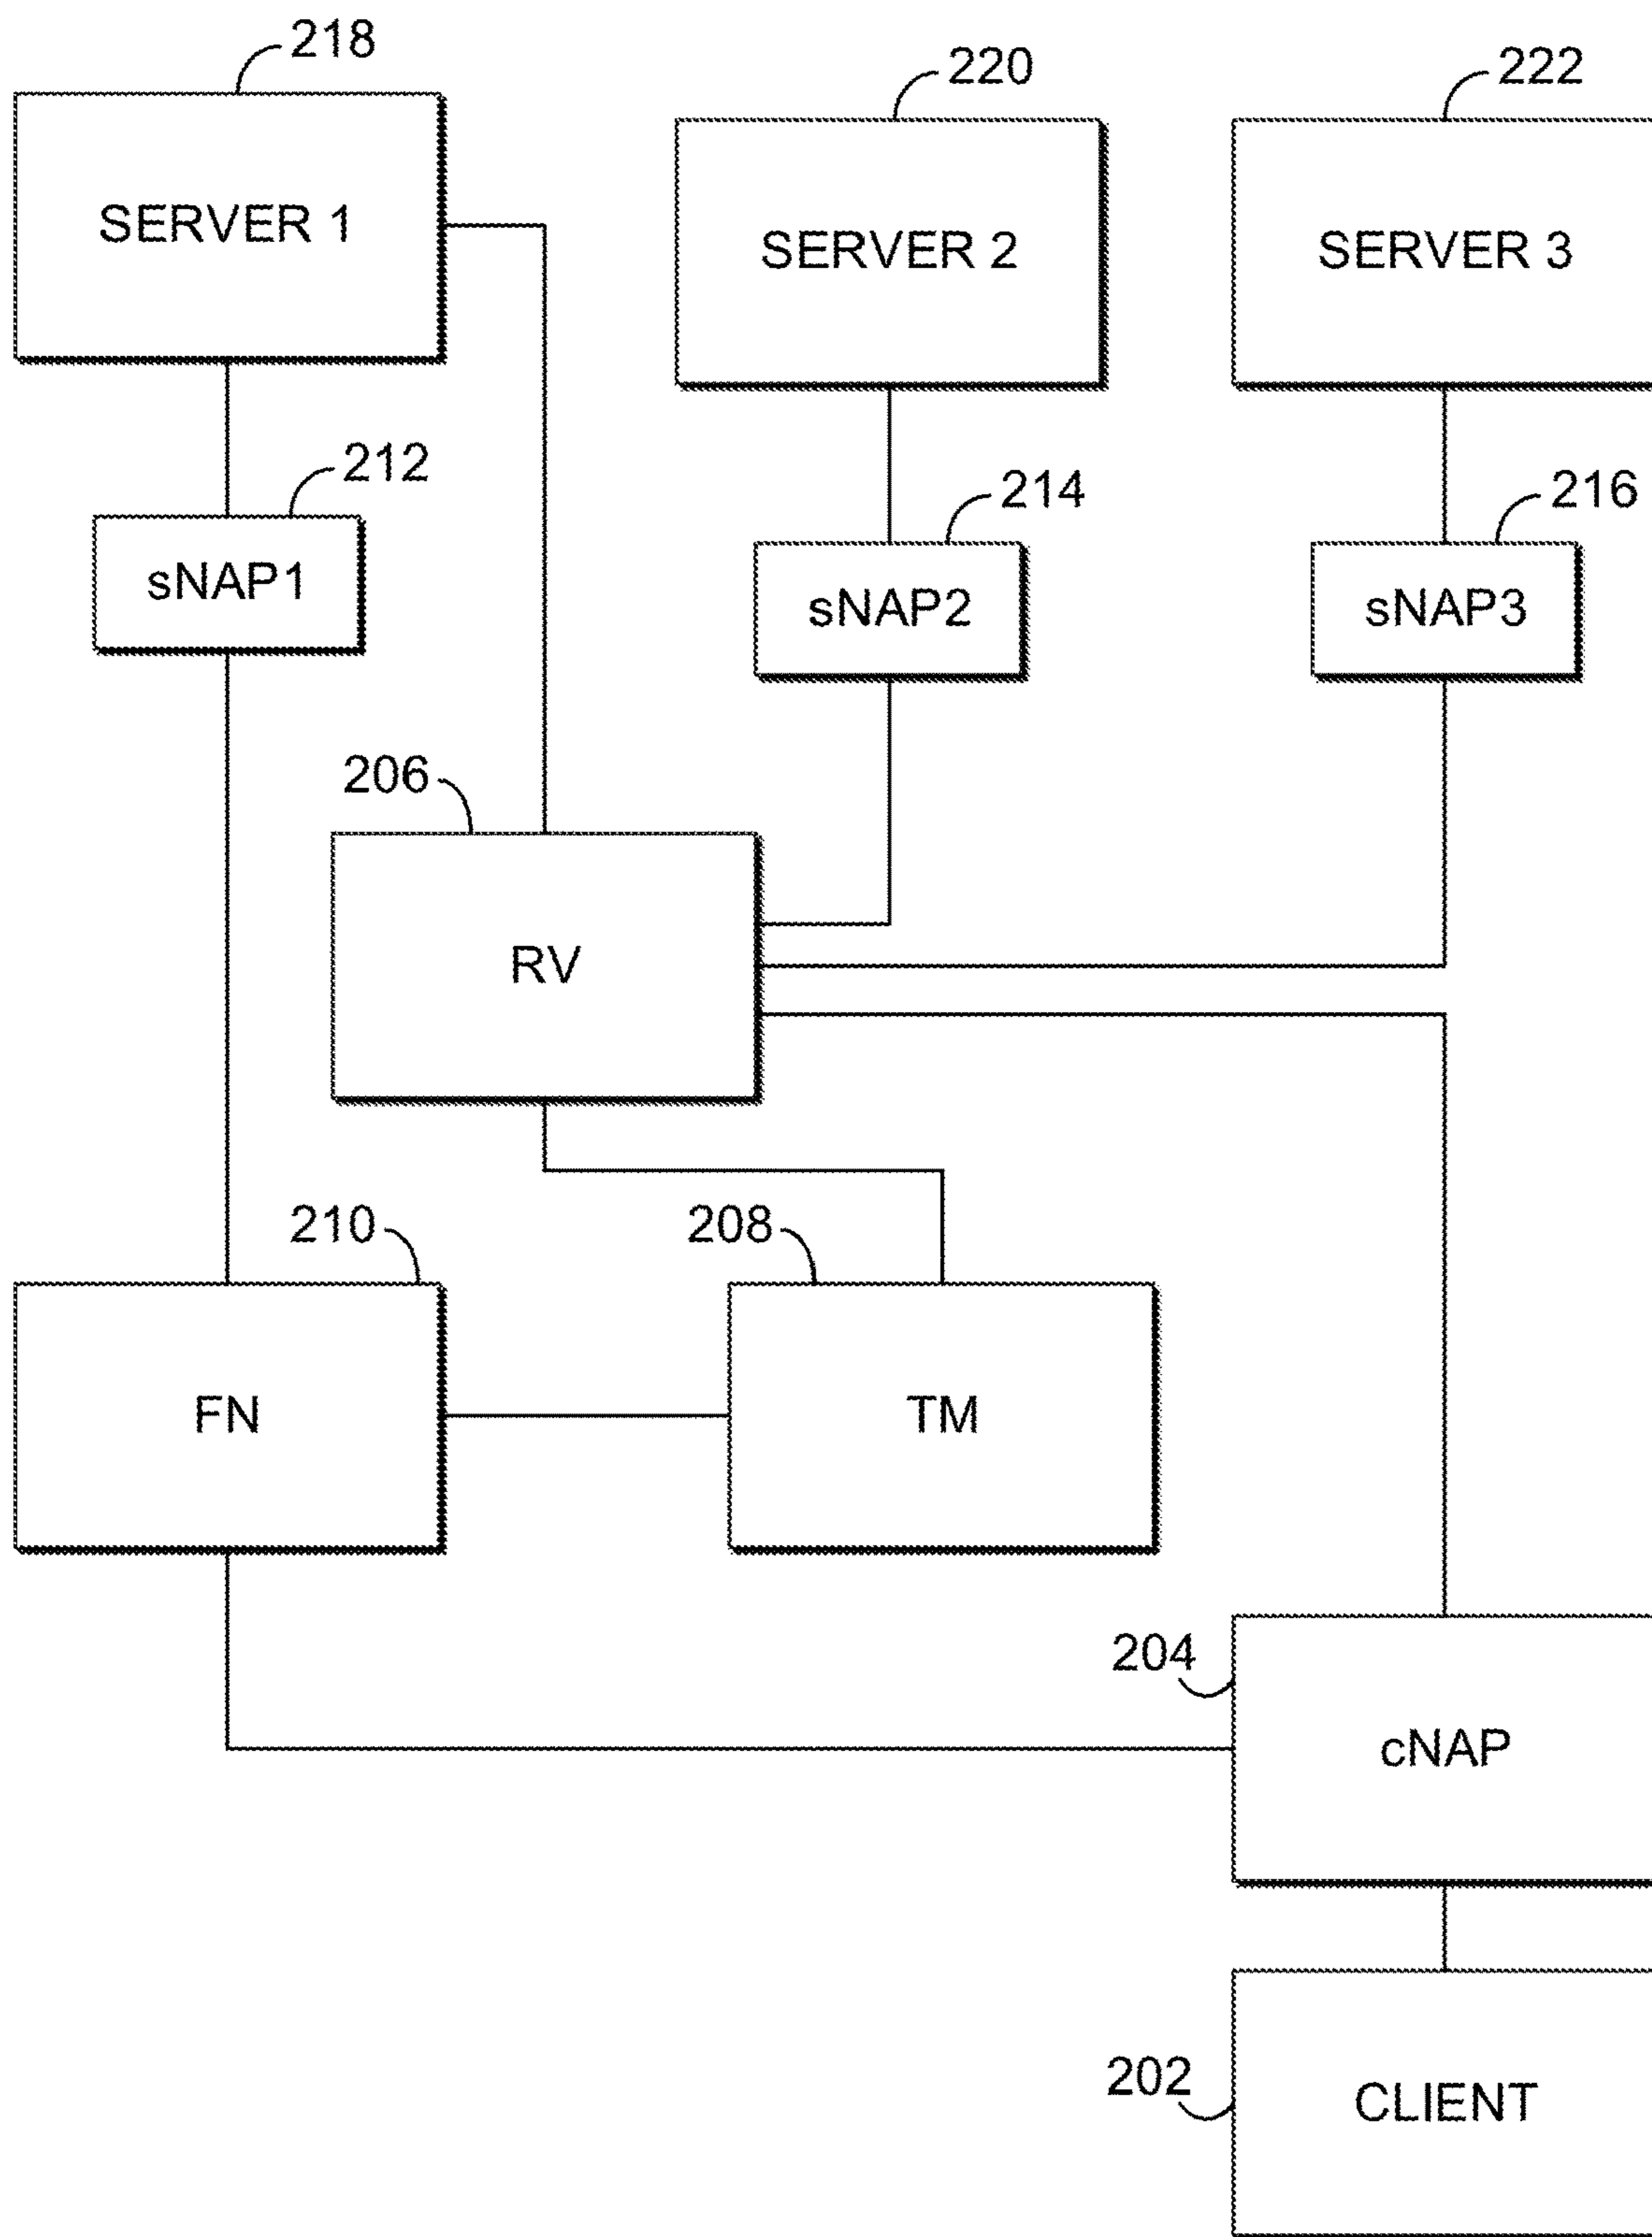 218
220
222
SERVER 1
SERVER 2
SERVER 3
212
214
216
sNAP1
sNAP2
sNAP3
206
RV
210
208
FN
TM
204
cNAP
202
CLIENT